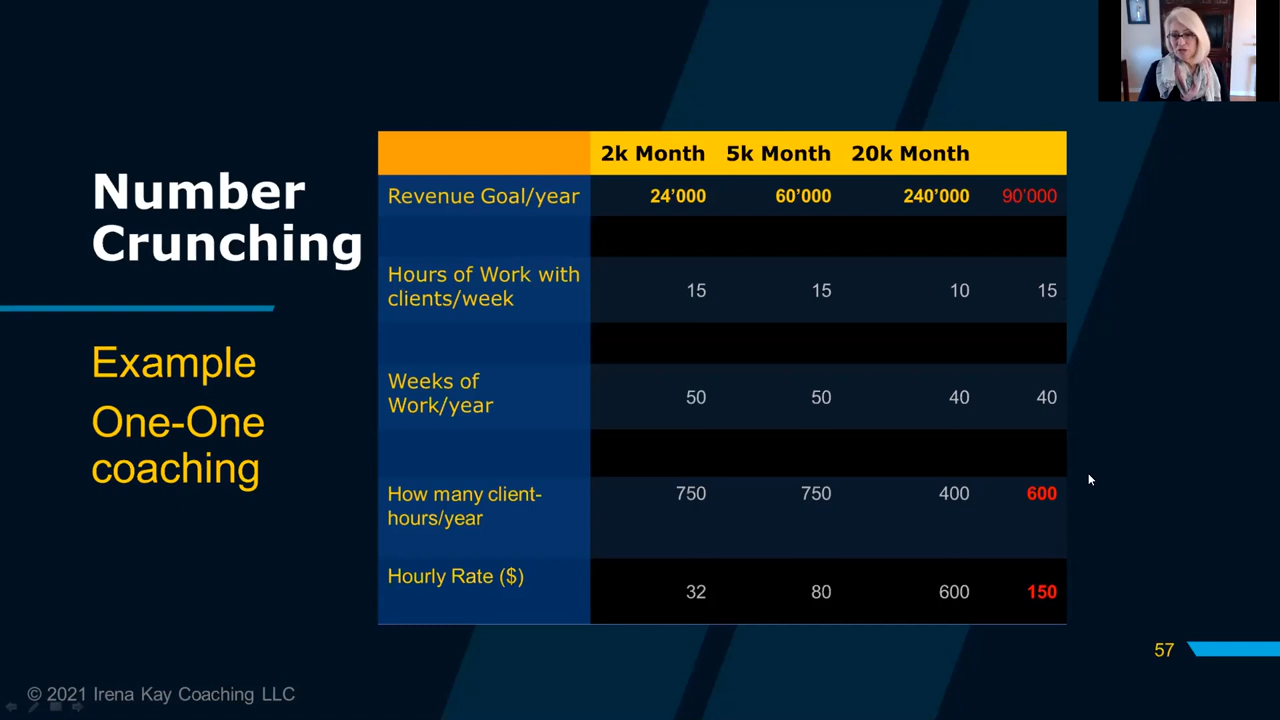 Number
Crunching
Example
One-One
coaching
2k Month 5k Month 20k Month
Revenue Goal/year 24’000 60’000 240’000 90’000
Hours of Work with
clients/week 15 15 10 15
Weeks of
Work/year 50 50 40 40
How many client-
hours/year 750 750 400 600
Hourly Rate ($) 32 80 600 150
57
© 2021 Irena Kay Coaching LLC